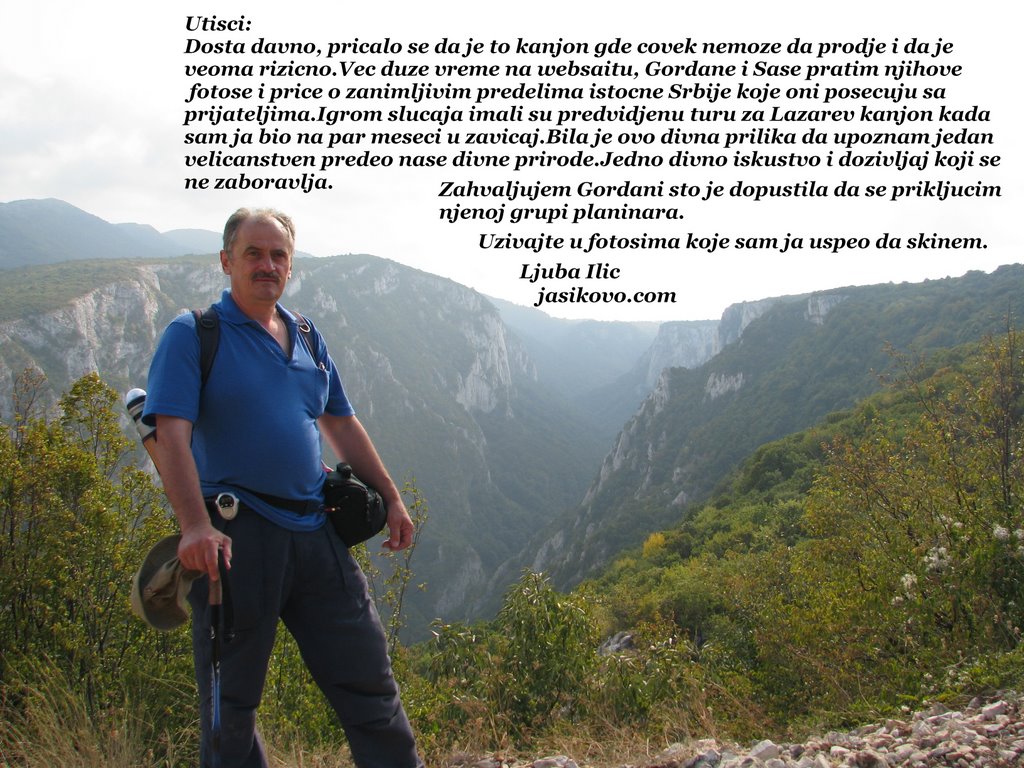 Utisci:
Dosta davno, pricalo se da je to kanjon gde covek nemoze da prodje i da je
veoma rizicno.Vec duze vreme na websaitu, Gordane i Sase pratim njihove
fotose i price o zanimljivim predelima istocne Srbije koje oni posecuju sa
prijateljima.Igrom slucaja imali su predvidjenu turu za Lazarev kanjon kada
sam ja bio na par meseci u zavicaj.Bila je ovo divna prilika da upoznam jedan
velicanstven predeo nase divne prirode.Jedno divno iskustvo i dozivljaj koji se
ne zaboravlja.
Zahvaljujem Gordani sto je dopustila da se prikljucim
njenoj grupi planinara.
Uzivajte u fotosima koje sam ja uspeo da skinem.
Ljuba Ilic
jasikovo.com